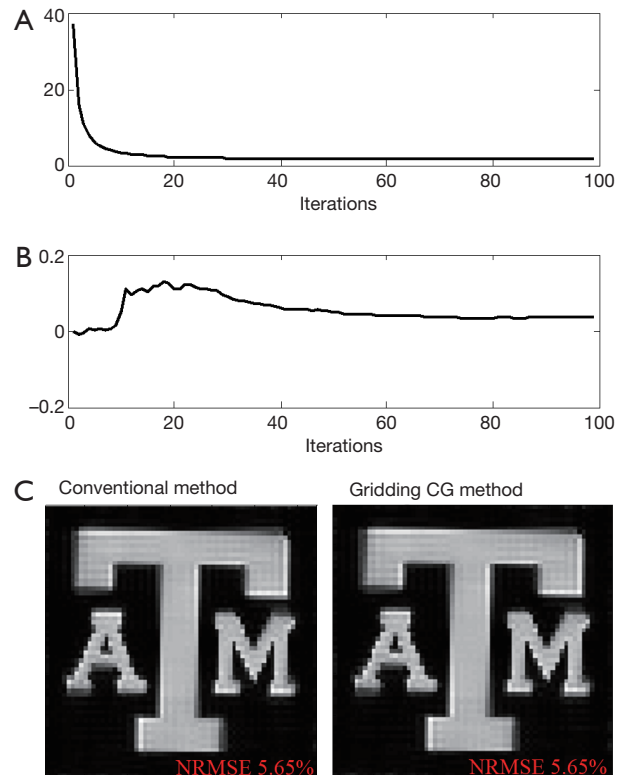 A
40
20
0
0 20 40 60 80 100
Iterations
B
0.2
0
−0.2
0 20 40 60 80 100
Iterations
C
Conventional method
Gridding CG method
A T M
A T M
NRMSE 5.65%
NRMSE 5.65%